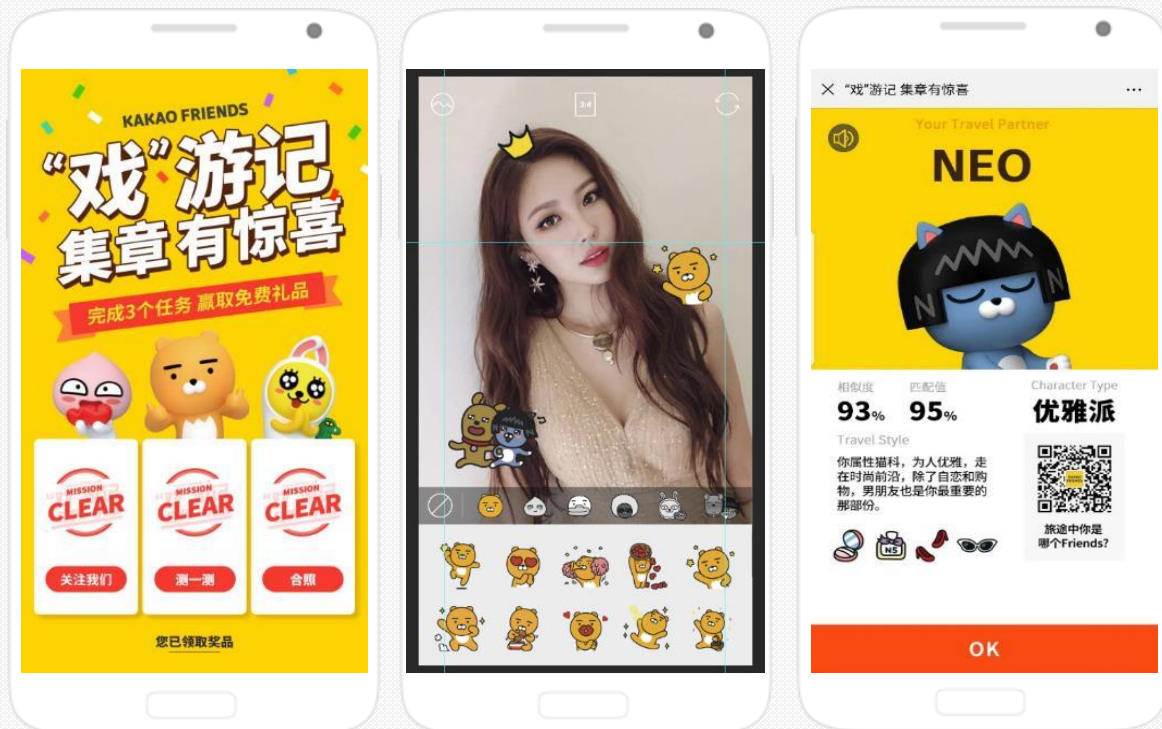 KAKAO FRIENDS
“戏”游记
集章有惊喜
完成3个任务 赢取免费礼品
MISSION
CLEAR
关注我们
MISSION
CLEAR
测一测
MISSION
CLEAR
合照
您已领取奖品
3:4
“戏”游记 集章有惊喜
Your Travel Partner
NEO
N
N
相似度
93%
匹配值
95%
Character Type
优雅派
Travel Style
你属性猫科，为人优雅，走
在时尚前沿，除了自恋和购
物，男朋友也是你最重要的
那部份。
N5
旅途中你是
哪个Friends?
OK